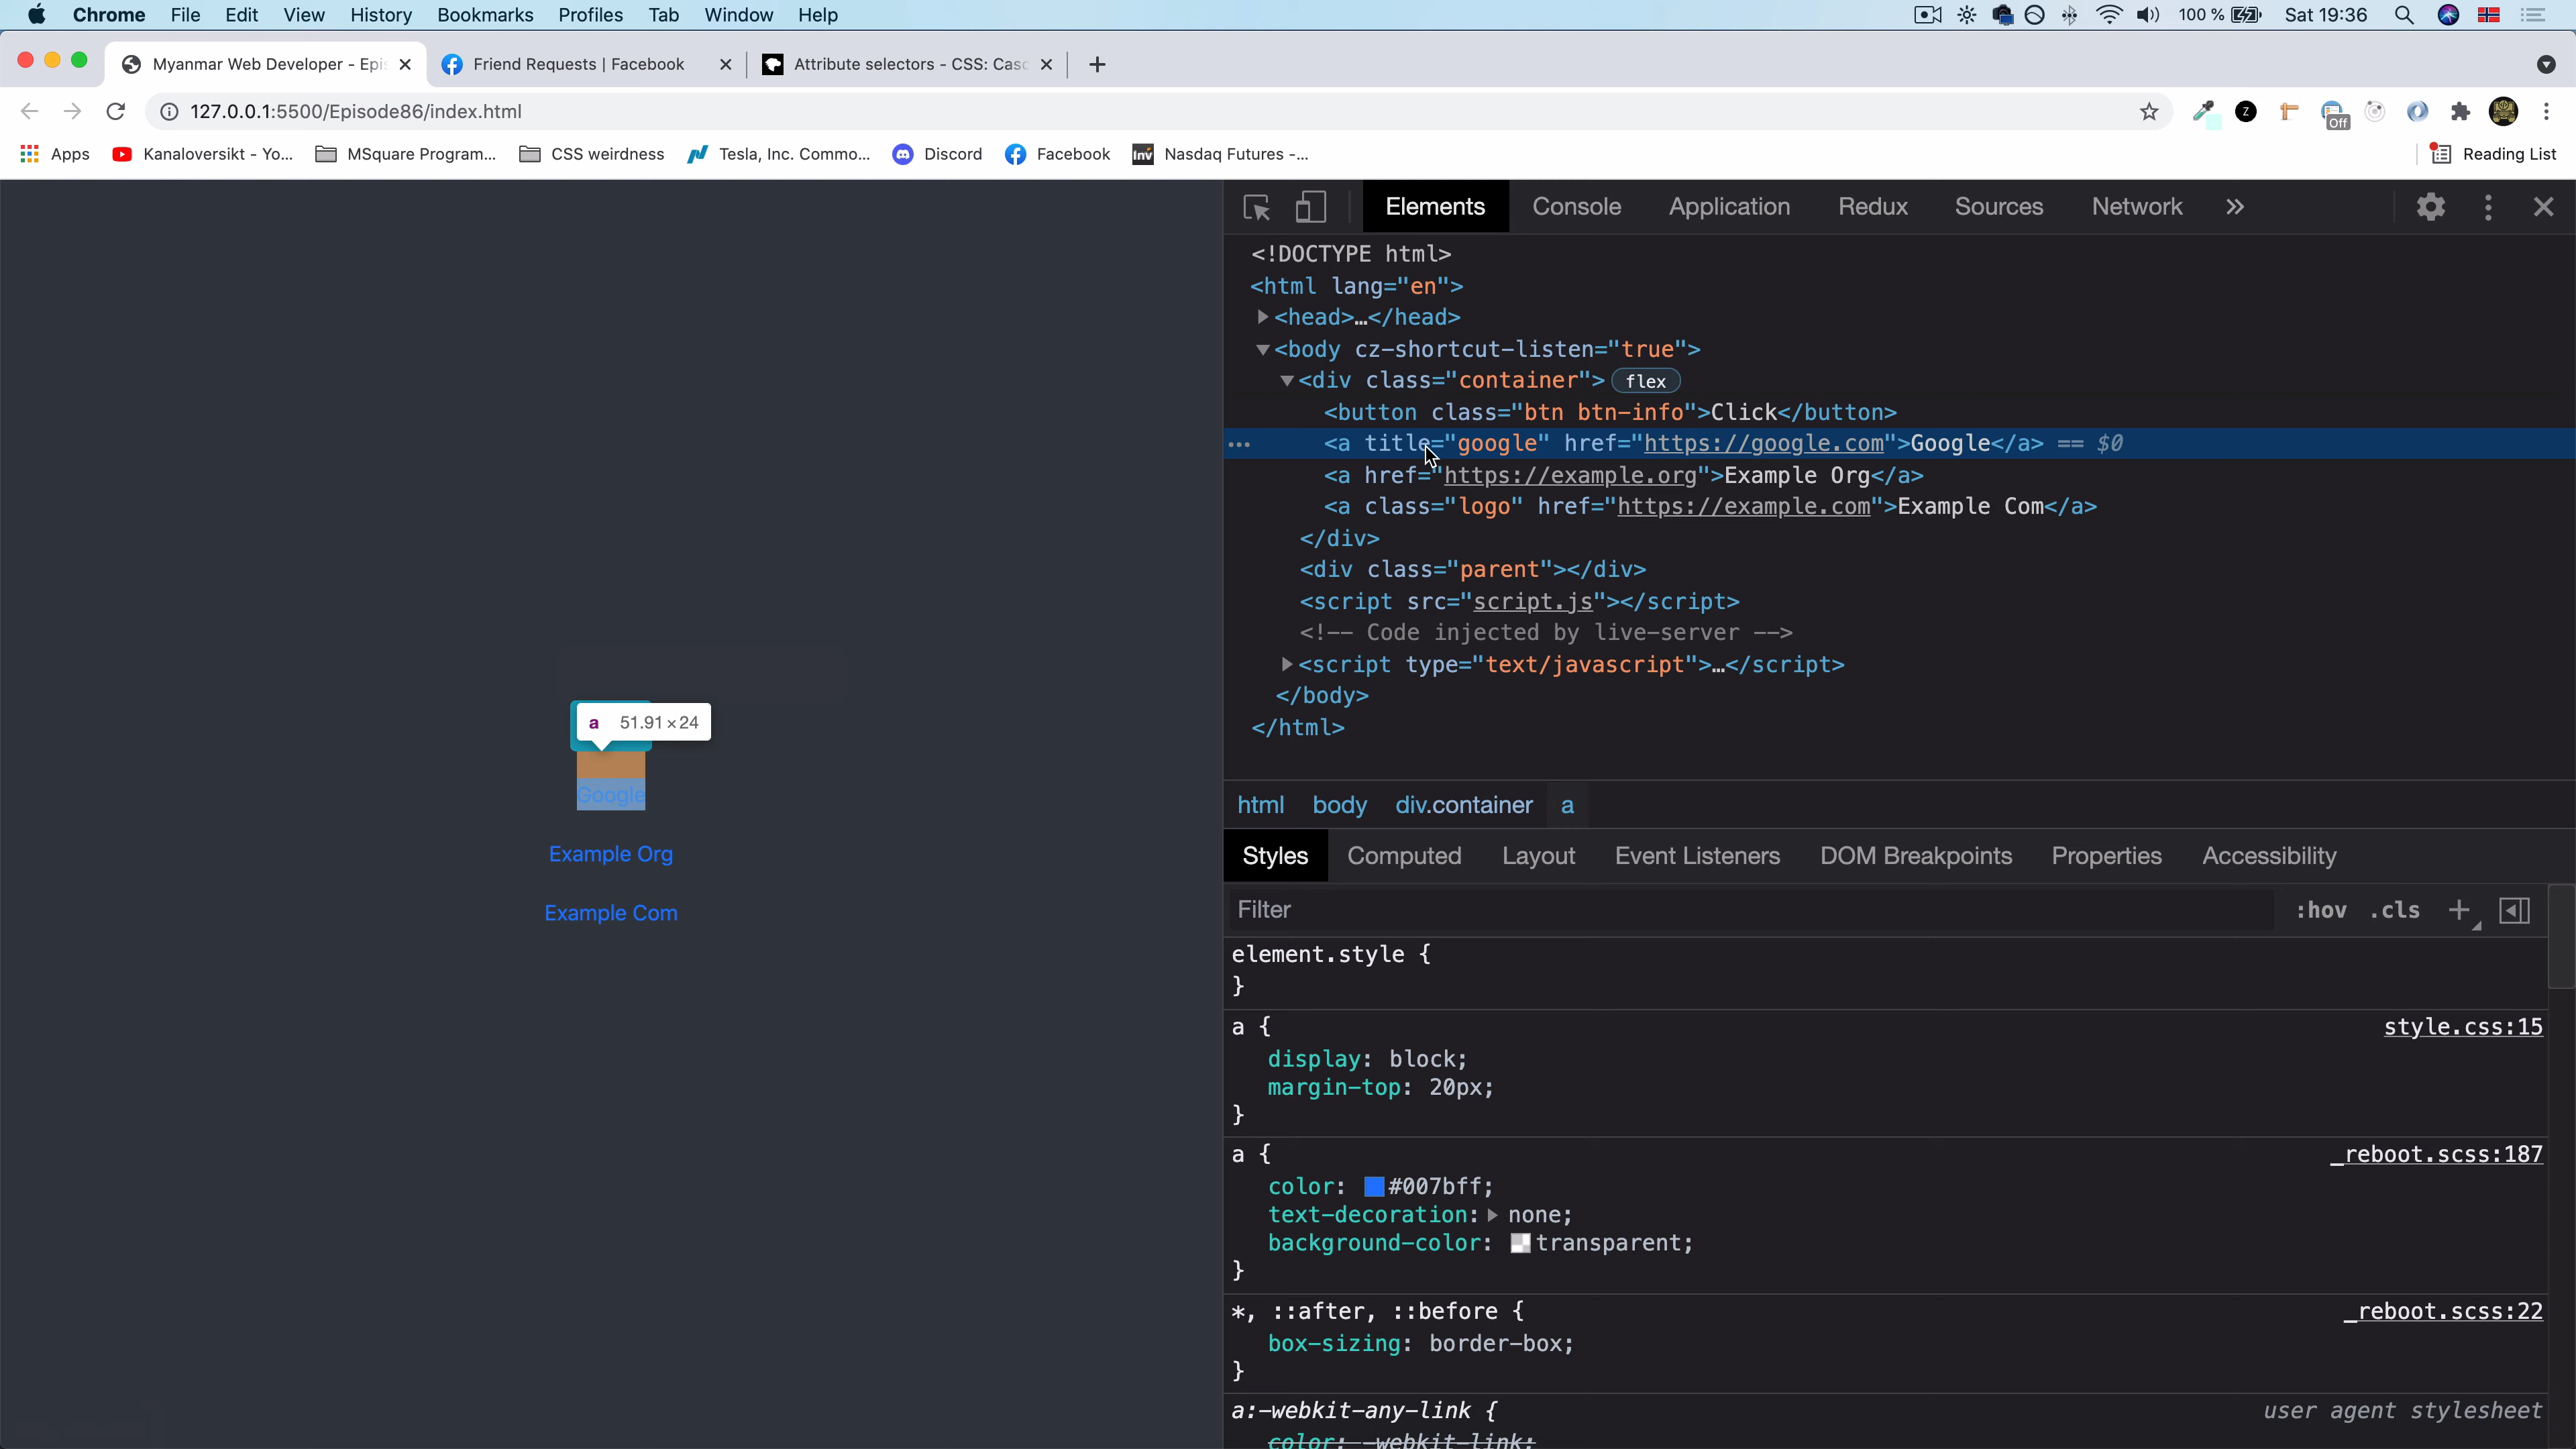 Chrome File Edit View History Bookmarks Profiles Tab Window Help 100 % Sat 19:36
Myanmar Web Developer - Epis Friend Requests | Facebook Attribute selectors - CSS: Casc
127.0.0.1:5500/Episode86/index.html Z Off
Apps Kanaloversikt - Yo... MSquare Program... CSS weirdness Tesla, Inc. Commo... Discord Facebook Inv Nasdaq Futures -... Reading List
Elements Console Application Redux Sources Network »
<!DOCTYPE html>
<html lang="en">
<head>…</head>
<body cz-shortcut-listen="true">
<div class="container"> flex
<button class="btn btn-info">Click</button>
<a title="google" href="https://google.com">Google</a> == $0
<a href="https://example.org">Example Org</a>
<a class="logo" href="https://example.com">Example Com</a>
</div>
<div class="parent"></div>
<script src="script.js"></script>
<!-- Code injected by live-server -->
<script type="text/javascript">…</script>
</body>
</html>
a 51.91×24
Google
Example Org
Example Com
html body div.container a
Styles Computed Layout Event Listeners DOM Breakpoints Properties Accessibility
Filter :hov .cls +
element.style {
}
a { style.css:15
display: block;
margin-top: 20px;
}
a { _reboot.scss:187
color: #007bff;
text-decoration: none;
background-color: transparent;
}
*, ::after, ::before { _reboot.scss:22
box-sizing: border-box;
}
a:-webkit-any-link { user agent stylesheet
color: -webkit-link;